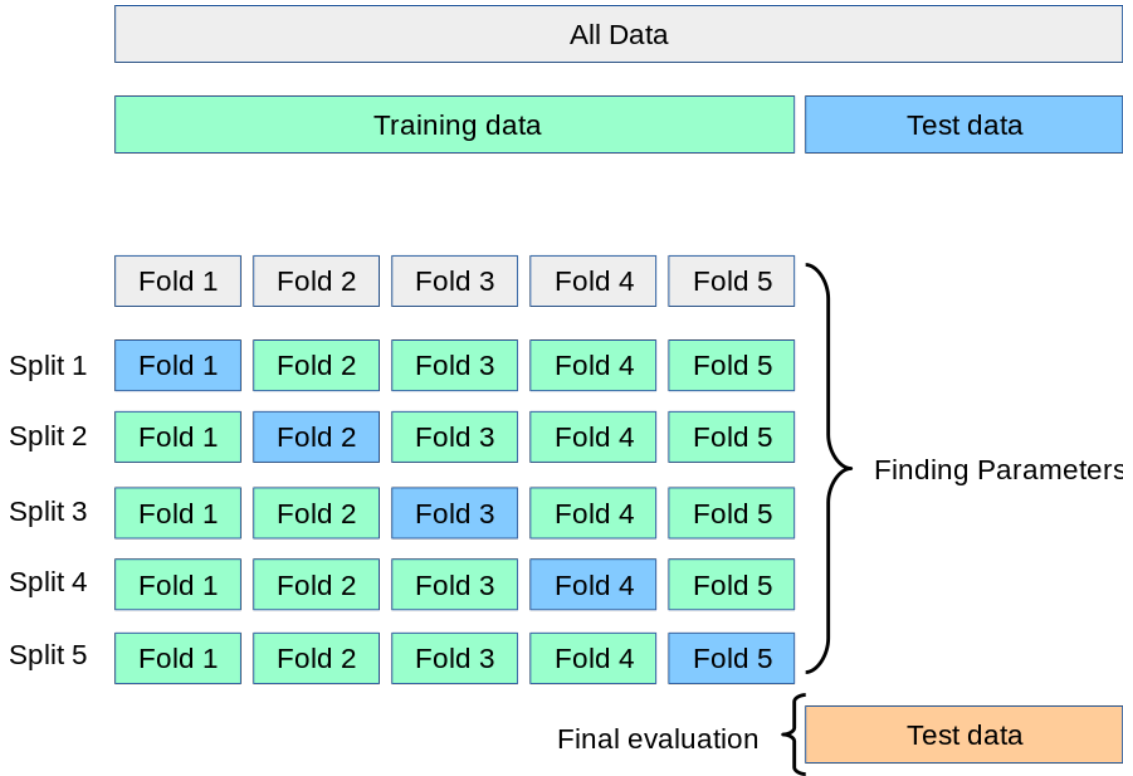 All Data
Training data Test data
Fold 1 Fold 2 Fold 3 Fold 4 Fold 5
Split 1 Fold 1 Fold 2 Fold 3 Fold 4 Fold 5
Split 2 Fold 1 Fold 2 Fold 3 Fold 4 Fold 5
Finding Parameters
Split 3 Fold 1 Fold 2 Fold 3 Fold 4 Fold 5
Split 4 Fold 1 Fold 2 Fold 3 Fold 4 Fold 5
Split 5 Fold 1 Fold 2 Fold 3 Fold 4 Fold 5
Final evaluation Test data